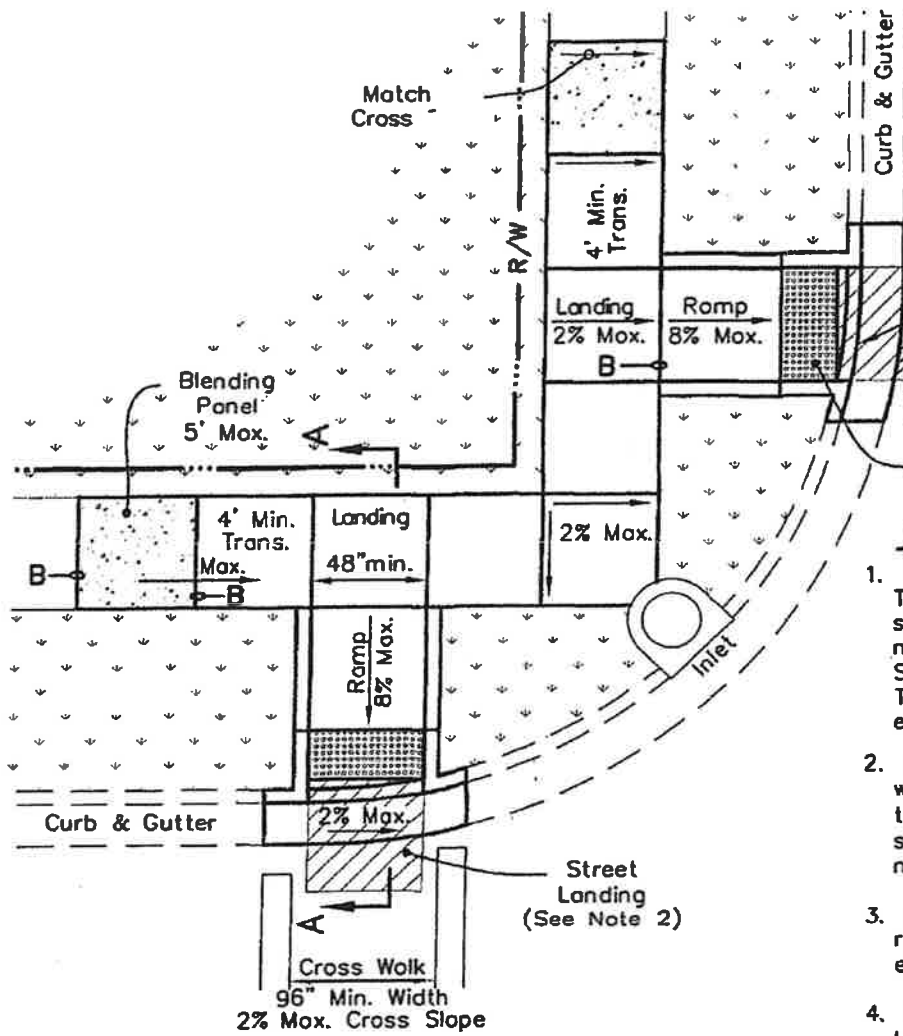 Match
Cross
Curb & Gutter
4' Min.
Trans.
R/W
Landing
2% Max.
Ramp
8% Max.
B
Blending
Panel
5' Max.
A
4' Min.
Trans.
Max.
Landing
48"min.
2% Max.
B
B
Ramp
8% Max.
Inlet
1.
T
s
n
S
T
e
2.
w
t
s
n
Curb & Gutter
2% Max.
Street
Landing
(See Note 2)
A
3.
r
e
Cross Walk
96" Min. Width
2% Max. Cross Slope
4.